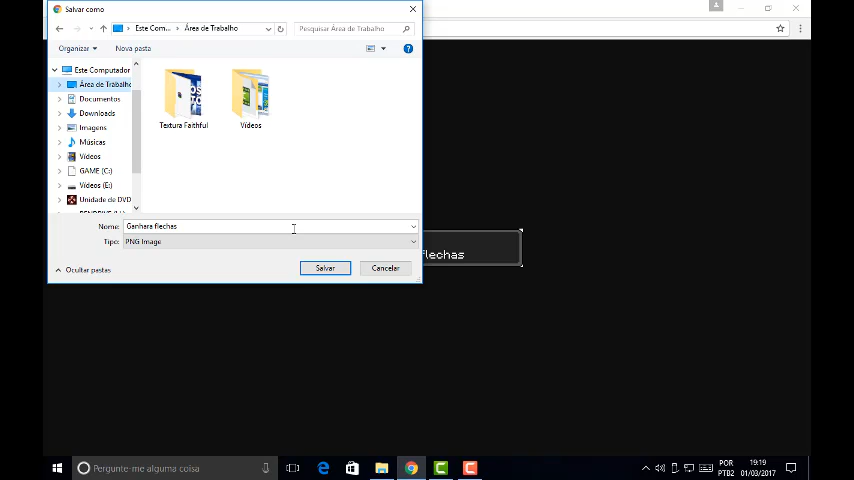 Salvar como
Este Com... Área de Trabalho
Pesquisar Área de Trabalho
Organizar Nova pasta
Este Computador
Área de Trabalho
Documentos
Downloads
Imagens
Músicas
Vídeos
GAME (C:)
Vídeos (E:)
Unidade de DVD
Textura Faithful
Vídeos
Nome: Ganhara flechas
Tipo: PNG Image
Ocultar pastas
Salvar
Cancelar
flechas
Pergunte-me alguma coisa
POR
PTB2
19:19
01/03/2017